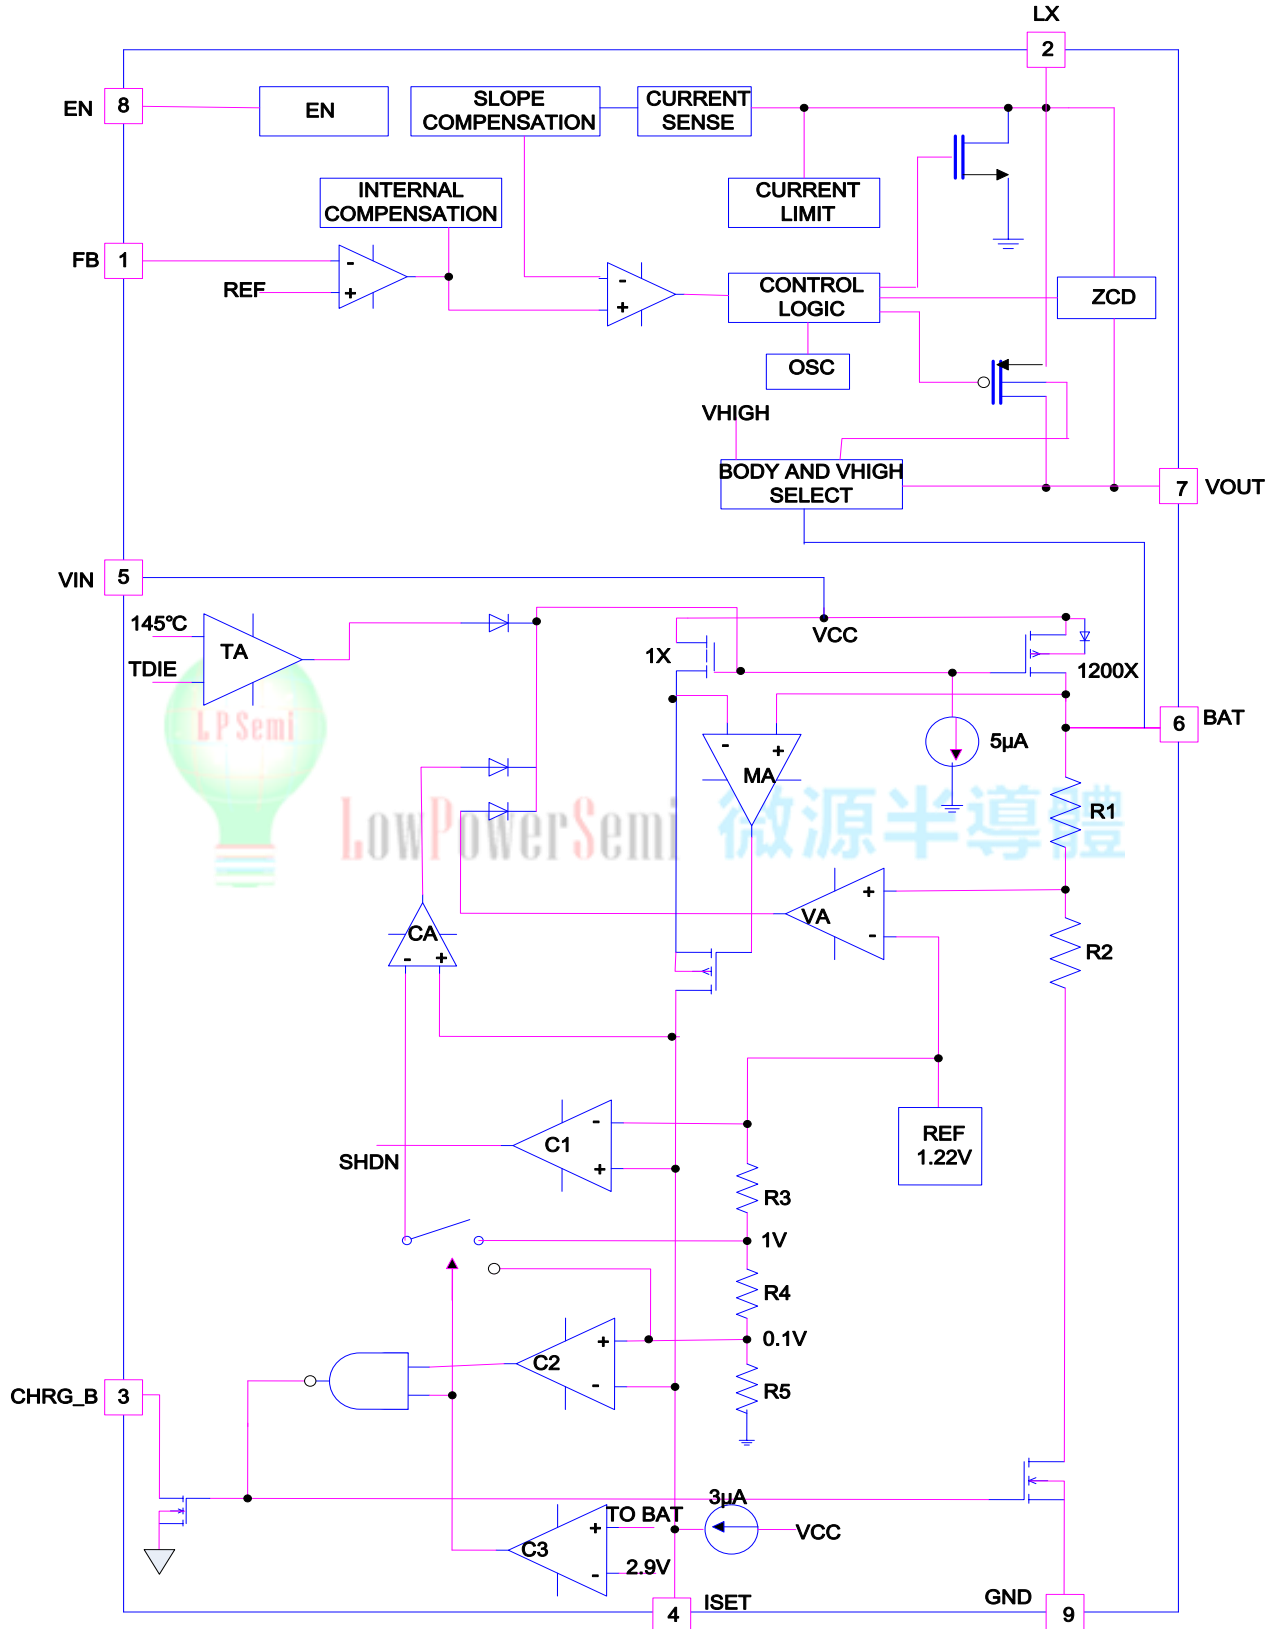 LX
2
EN
8
EN
SLOPE
COMPENSATION
CURRENT
SENSE
INTERNAL
COMPENSATION
CURRENT
LIMIT
FB
1
-
REF
+
-
+
CONTROL
LOGIC
ZCD
OSC
VHIGH
BODY AND VHIGH
SELECT
7
VOUT
VIN
5
145℃
TA
TDIE
VCC
1X
1200X
LPSemi
6
BAT
5µA
-
+
MA
R1
LowPowerSemi 微源半導體
+
VA
-
CA
-
+
R2
-
C1
+
SHDN
REF
1.22V
R3
1V
R4
0.1V
+
C2
-
R5
CHRG_B
3
3µA
TO BAT
+
VCC
C3
2.9V
-
4
ISET
GND
9